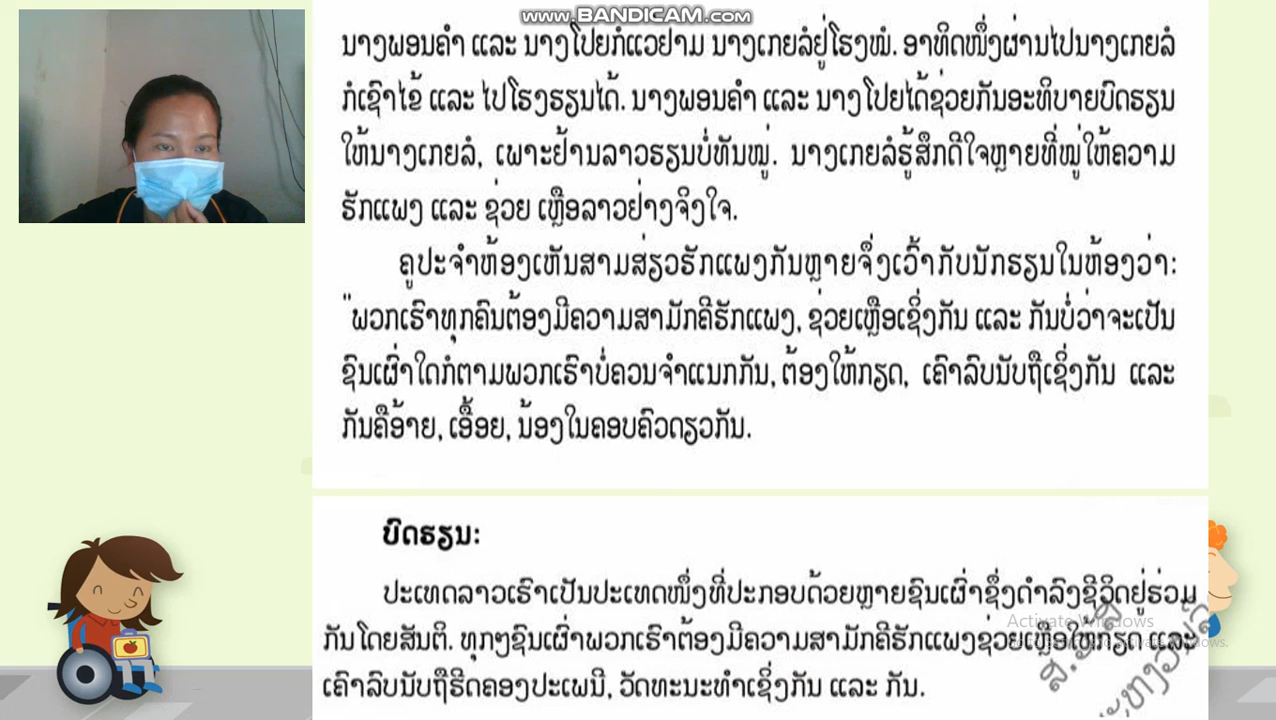 www.BANDICAM.com
ນາງພອນຄຳ ແລະ ນາງໂປຍກໍແວຢາມ ນາງເກຍລໍຢູ່ໂຮງໝໍ. ອາທິດໜຶ່ງຜ່ານໄປນາງເກຍລໍ
ກໍເຊົາໄຂ້ ແລະ ໄປໂຮງຮຽນໄດ້. ນາງພອນຄຳ ແລະ ນາງໂປຍໄດ້ຊ່ວຍກັນອະທິບາຍບົດຮຽນ
ໃຫ້ນາງເກຍລໍ, ເພາະຢ້ານລາວຮຽນບໍ່ທັນໝູ່. ນາງເກຍລໍຮູ້ສຶກດີໃຈຫຼາຍທີ່ໝູ່ໃຫ້ຄວາມ
ຮັກແພງ ແລະ ຊ່ວຍ ເຫຼືອລາວຢ່າງຈິງໃຈ.
ຄູປະຈຳຫ້ອງເຫັນສາມສ່ຽວຮັກແພງກັນຫຼາຍຈຶ່ງເວົ້າກັບນັກຮຽນໃນຫ້ອງວ່າ:
"ພວກເຮົາທຸກຄົນຕ້ອງມີຄວາມສາມັກຄີຮັກແພງ, ຊ່ວຍເຫຼືອເຊິ່ງກັນ ແລະ ກັນບໍ່ວ່າຈະເປັນ
ຊົນເຜົ່າໃດກໍຕາມພວກເຮົາບໍ່ຄວນຈຳແນກກັນ, ຕ້ອງໃຫ້ກຽດ, ເຄົາລົບນັບຖືເຊິ່ງກັນ ແລະ
ກັນຄືອ້າຍ, ເອື້ອຍ, ນ້ອງໃນຄອບຄົວດຽວກັນ.
ບົດຮຽນ:
ປະເທດລາວເຮົາເປັນປະເທດໜຶ່ງທີ່ປະກອບດ້ວຍຫຼາຍຊົນເຜົ່າຊຶ່ງດຳລົງຊີວິດຢູ່ຮ່ວມ
ກັນໂດຍສັນຕິ. ທຸກໆຊົນເຜົ່າພວກເຮົາຕ້ອງມີຄວາມສາມັກຄີຮັກແພງຊ່ວຍເຫຼືອໃຫ້ກຽດ ແລະ
ເຄົາລົບນັບຖືຮີດຄອງປະເພນີ, ວັດທະນະທຳເຊິ່ງກັນ ແລະ ກັນ.
Activate Windows